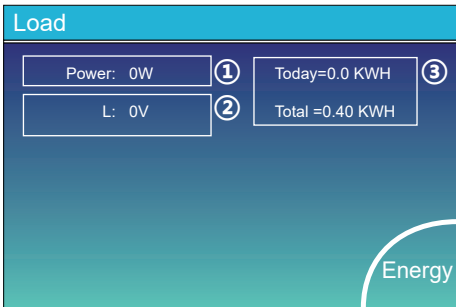 Load
Power: 0W
①
L: 0V
②
Today=0.0 KWH
③
Total =0.40 KWH
Energy